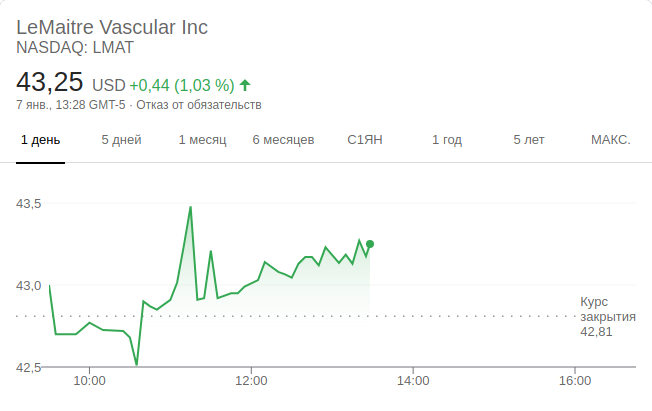 LeMaitre Vascular Inc
NASDAQ: LMAT
43,25 USD +0,44 (1,03 %)
7 янв., 13:28 GMT-5 · Отказ от обязательств
1 день 5 дней 1 месяц 6 месяцев С1ЯН 1 год 5 лет МАКС.
43,5
43,0
Курс
закрытия
42,81
42,5
10:00 12:00 14:00 16:00